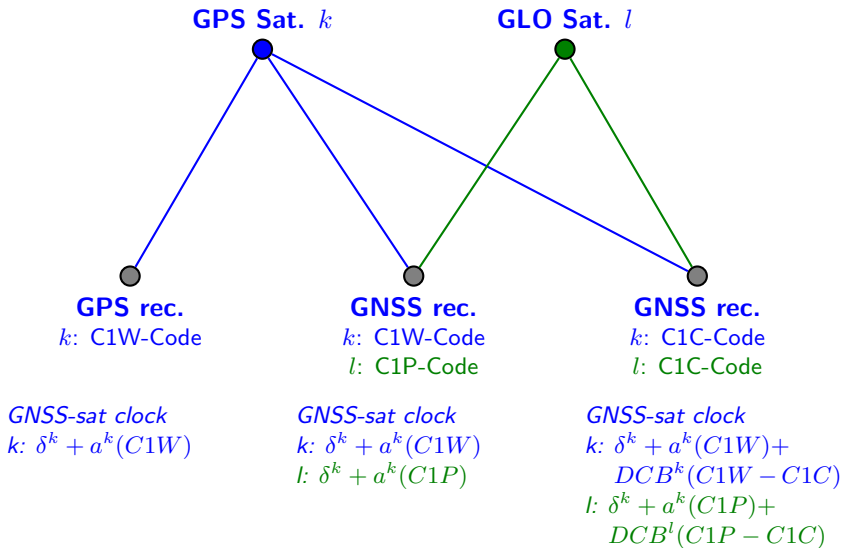 GPS Sat. k
GLO Sat. l
GPS rec.
k: C1W-Code
GNSS rec.
k: C1W-Code
l: C1P-Code
GNSS rec.
k: C1C-Code
l: C1C-Code
GNSS-sat clock
k: δ^k + a^k(C1W)
GNSS-sat clock
k: δ^k + a^k(C1W)
l: δ^k + a^k(C1P)
GNSS-sat clock
k: δ^k + a^k(C1W)+
DCB^k(C1W − C1C)
l: δ^k + a^k(C1P)+
DCB^l(C1P − C1C)